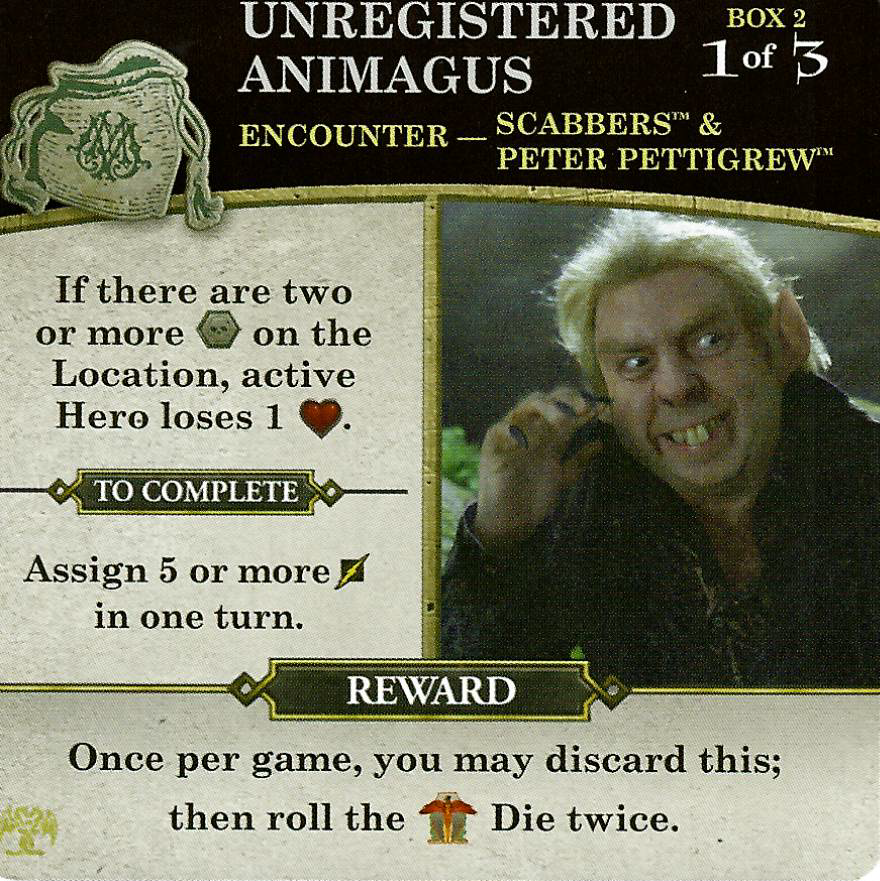 UNREGISTERED
ANIMAGUS
BOX 2
1 of 3
ENCOUNTER — SCABBERS™ &
PETER PETTIGREW™
If there are two
or more on the
Location, active
Hero loses 1 .
TO COMPLETE
Assign 5 or more
in one turn.
REWARD
Once per game, you may discard this;
then roll the Die twice.